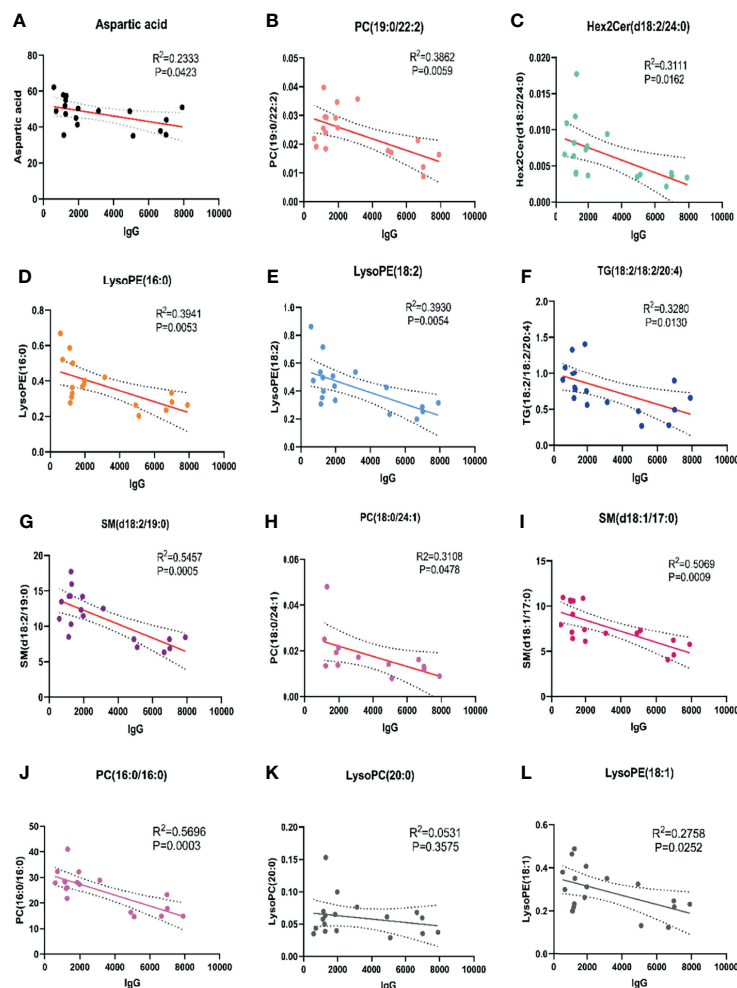 A
Aspartic acid
R²=0.2333
P=0.0423
Aspartic acid
80
60
40
20
0
0 2000 4000 6000 8000 10000
IgG
B
PC(19:0/22:2)
R²=0.3862
P=0.0059
PC(19:0/22:2)
0.05
0.04
0.03
0.02
0.01
0.00
0 2000 4000 6000 8000 10000
IgG
C
Hex2Cer(d18:2/24:0)
R²=0.3111
P=0.0162
Hex2Cer(d18:2/24:0)
0.020
0.015
0.010
0.005
0.000
0 2000 4000 6000 8000 10000
IgG
D
LysoPE(16:0)
R²=0.3941
P=0.0053
LysoPE(16:0)
0.8
0.6
0.4
0.2
0.0
0 2000 4000 6000 8000 10000
IgG
E
LysoPE(18:2)
R²=0.3930
P=0.0054
LysoPE(18:2)
1.0
0.8
0.6
0.4
0.2
0.0
0 2000 4000 6000 8000 10000
IgG
F
TG(18:2/18:2/20:4)
R²=0.3280
P=0.0130
TG(18:2/18:2/20:4)
2.0
1.5
1.0
0.5
0.0
0 2000 4000 6000 8000 10000
IgG
G
SM(d18:2/19:0)
R²=0.5457
P=0.0005
SM(d18:2/19:0)
20
15
10
5
0
0 2000 4000 6000 8000 10000
IgG
H
PC(18:0/24:1)
R2=0.3108
P=0.0478
PC(18:0/24:1)
0.06
0.04
0.02
0.00
0 2000 4000 6000 8000 10000
IgG
I
SM(d18:1/17:0)
R²=0.5069
P=0.0009
SM(d18:1/17:0)
15
10
5
0
0 2000 4000 6000 8000 10000
IgG
J
PC(16:0/16:0)
R²=0.5696
P=0.0003
PC(16:0/16:0)
50
40
30
20
10
0
0 2000 4000 6000 8000 10000
IgG
K
LysoPC(20:0)
R²=0.0531
P=0.3575
LysoPC(20:0)
0.20
0.15
0.10
0.05
0.00
0 2000 4000 6000 8000 10000
IgG
L
LysoPE(18:1)
R²=0.2758
P=0.0252
LysoPE(18:1)
0.6
0.4
0.2
0.0
0 2000 4000 6000 8000 10000
IgG